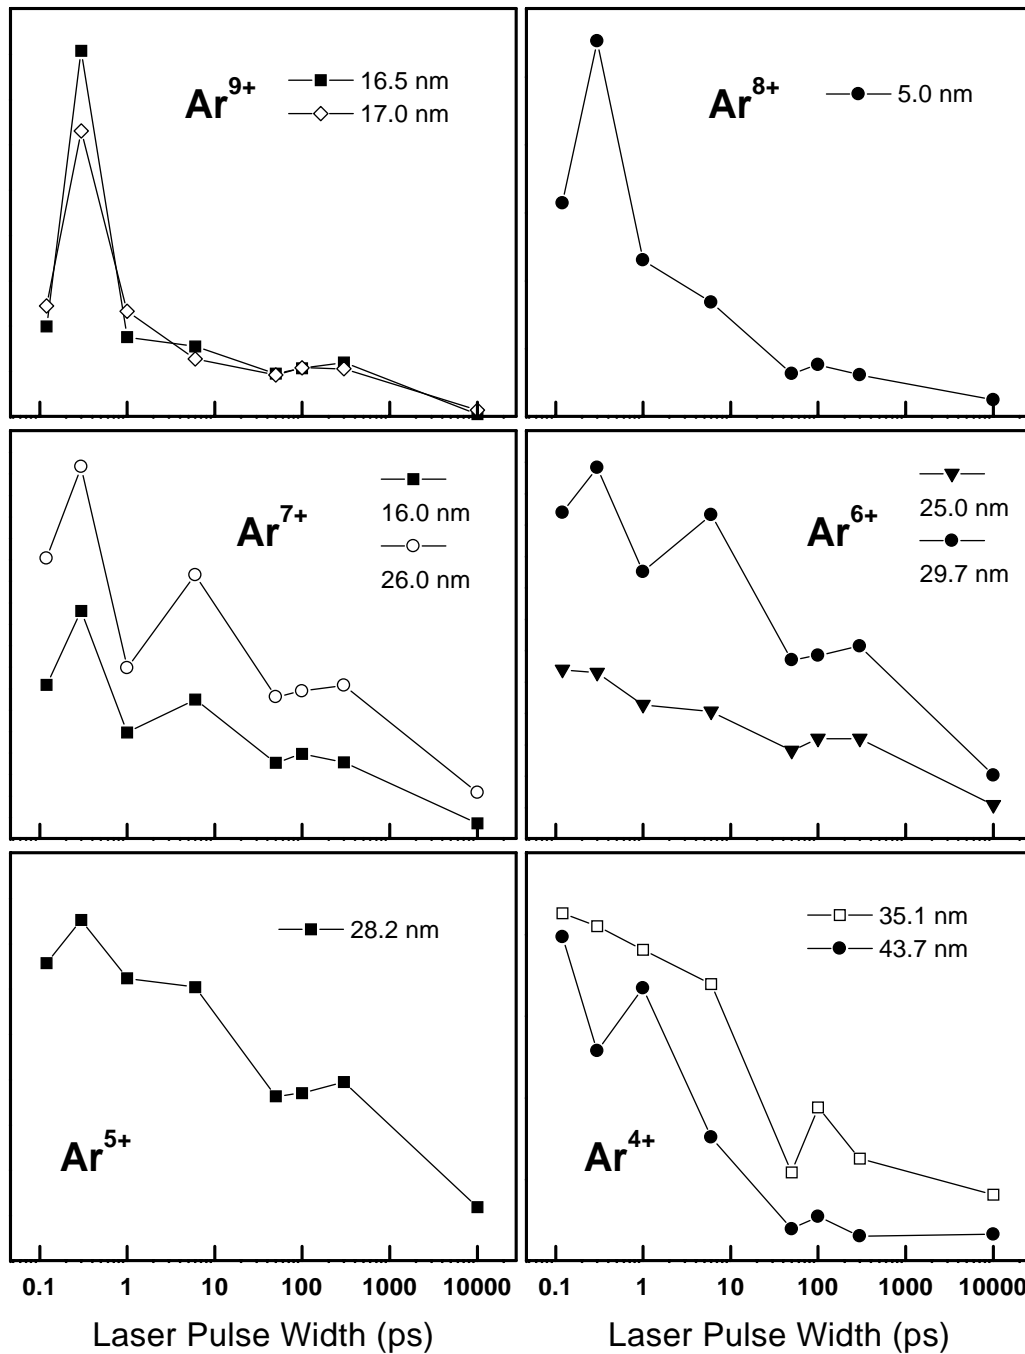 Ar9+
16.5 nm
17.0 nm
Ar8+
5.0 nm
Ar7+
16.0 nm
26.0 nm
Ar6+
25.0 nm
29.7 nm
28.2 nm
Ar5+
35.1 nm
43.7 nm
Ar4+
0.1 1 10 100 1000 10000
0.1 1 10 100 1000 10000
Laser Pulse Width (ps)
Laser Pulse Width (ps)